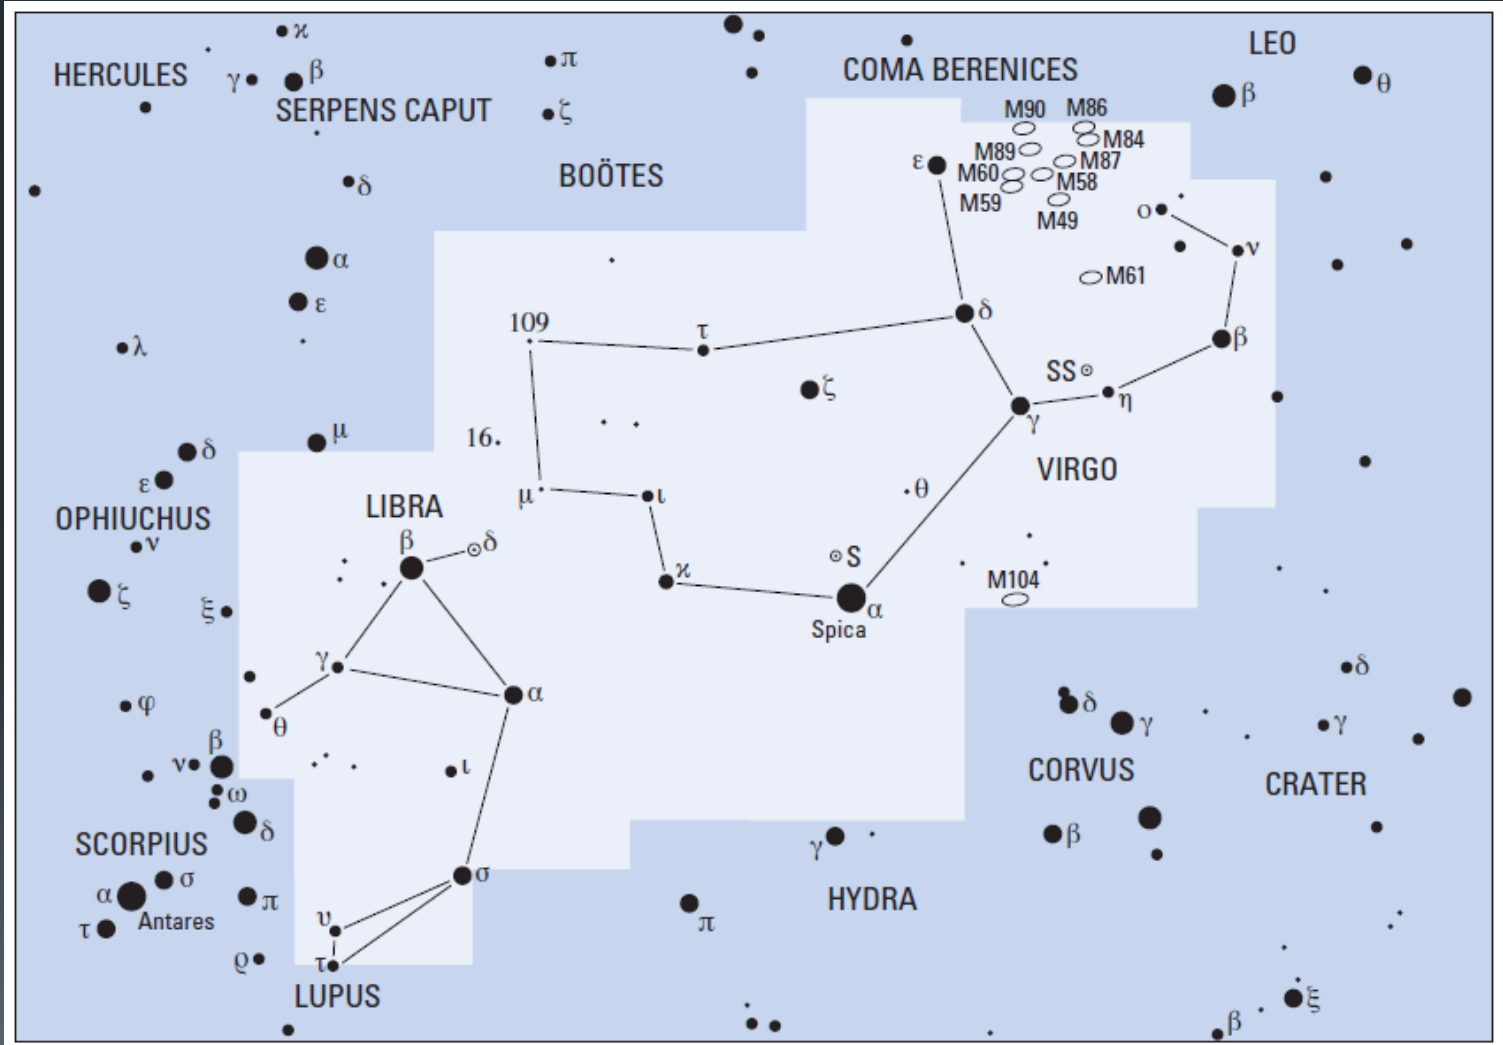 ϰ
π
LEO
HERCULES
γ
β
COMA BERENICES
β
θ
SERPENS CAPUT
ζ
M90
M86
M84
BOÖTES
ε
M89
M87
M60
M58
δ
M59
M49
ο
ν
α
M61
ε
109
τ
δ
λ
SS
β
ζ
η
μ
16
γ
δ
VIRGO
ε
μ
ι
θ
LIBRA
OPHIUCHUS
β
δ
ν
S
ϰ
M104
ζ
ξ
α
Spica
γ
α
δ
φ
θ
δ
γ
γ
β
ν
ι
CORVUS
CRATER
ω
δ
β
SCORPIUS
γ
α
σ
σ
π
HYDRA
Antares
υ
π
τ
ϱ
τ
LUPUS
ξ
β